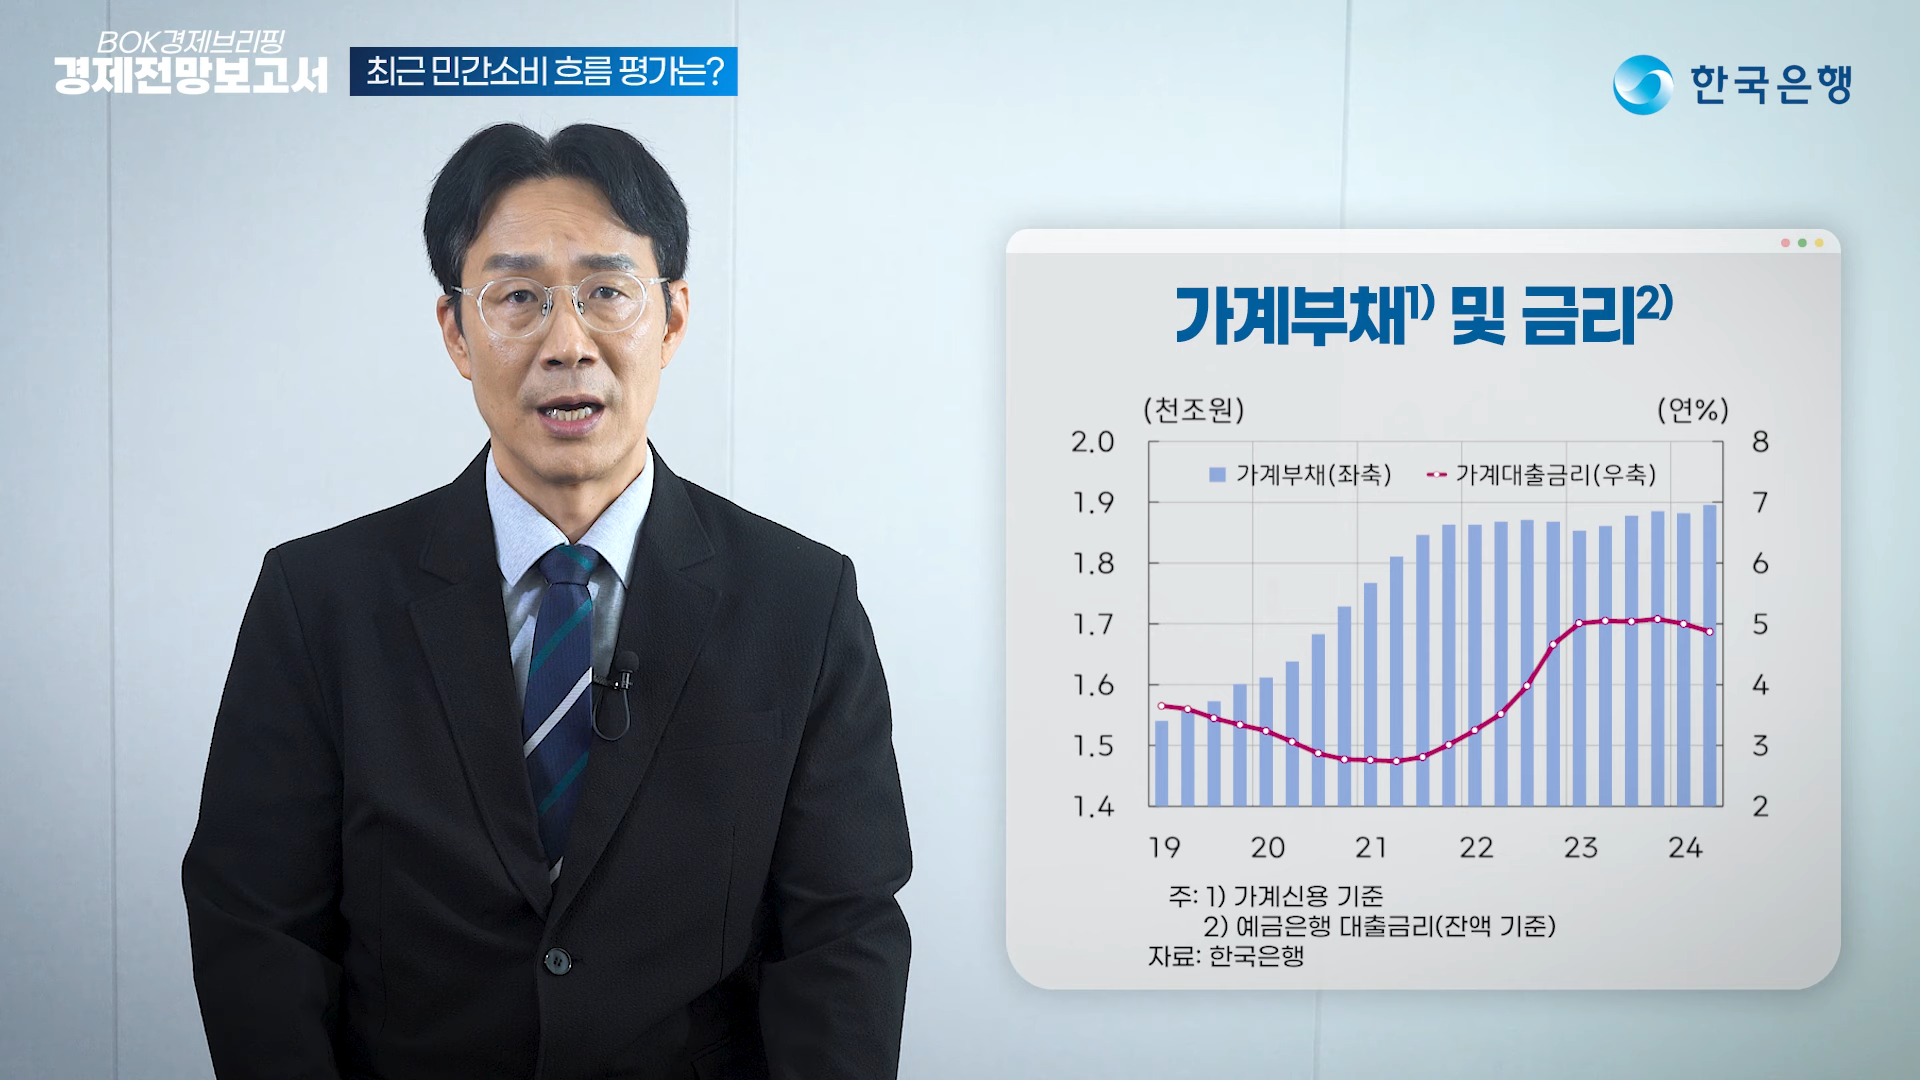 BOK경제브리핑
경제전망보고서
최근 민간소비 흐름 평가는?
한국은행
가계부채1) 및 금리2)
(천조원)
(연%)
가계부채(좌축)
가계대출금리(우축)
2.0
1.9
1.8
1.7
1.6
1.5
1.4
8
7
6
5
4
3
2
19 20 21 22 23 24
주: 1) 가계신용 기준
2) 예금은행 대출금리(잔액 기준)
자료: 한국은행